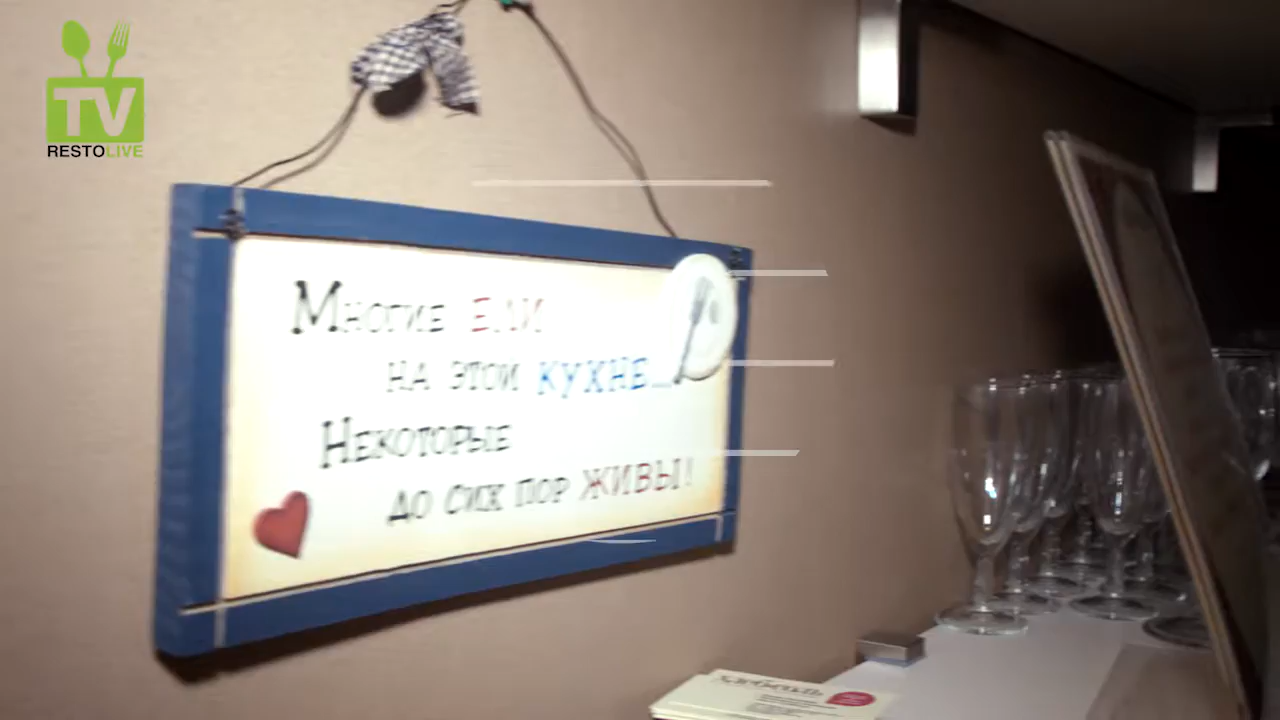 TV
RESTOLIVE
Многие ели
на этой кухне...
Некоторые
до сих пор живы!